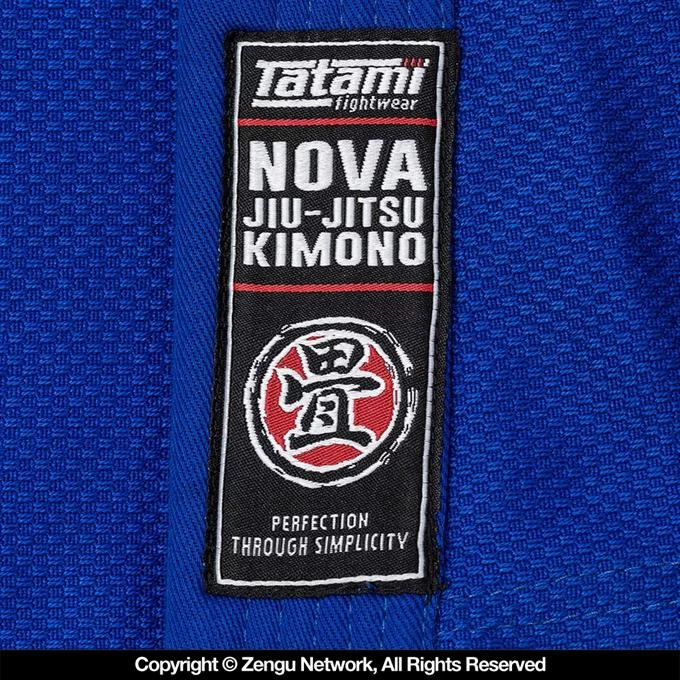 Tatami
fightwear
NOVA
JIU-JITSU
KIMONO
畳
PERFECTION
THROUGH SIMPLICITY
Copyright © Zengu Network, All Rights Reserved